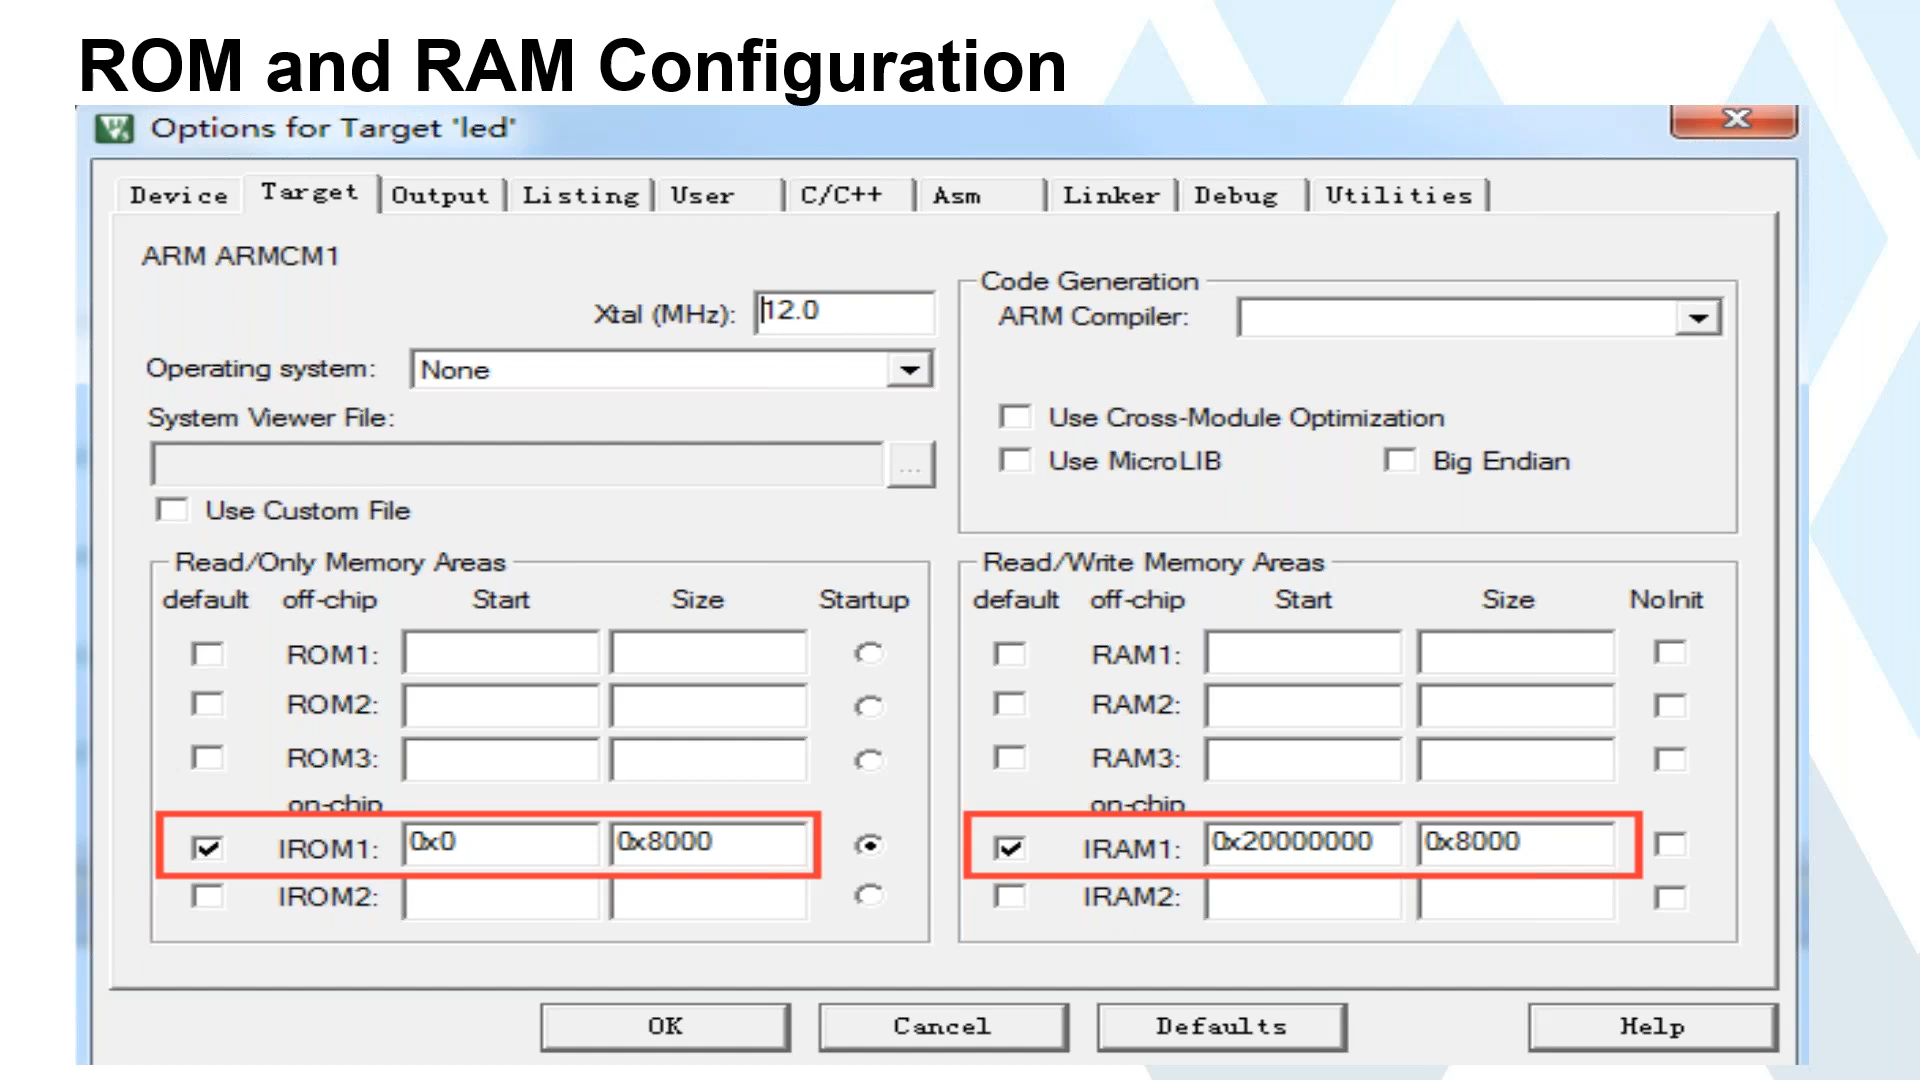 ROM and RAM Configuration
Options for Target 'led'
Device Target Output Listing User C/C++ Asm Linker Debug Utilities
ARM ARMCM1
Xtal (MHz): 12.0
Operating system: None
System Viewer File:
...
Use Custom File
Code Generation
ARM Compiler:
Use Cross-Module Optimization
Use MicroLIB Big Endian
Read/Only Memory Areas
default off-chip Start Size Startup
ROM1:
ROM2:
ROM3:
on-chip
IROM1: 0x0 0x8000
IROM2:
Read/Write Memory Areas
default off-chip Start Size NoInit
RAM1:
RAM2:
RAM3:
on-chip
IRAM1: 0x20000000 0x8000
IRAM2:
OK Cancel Defaults Help